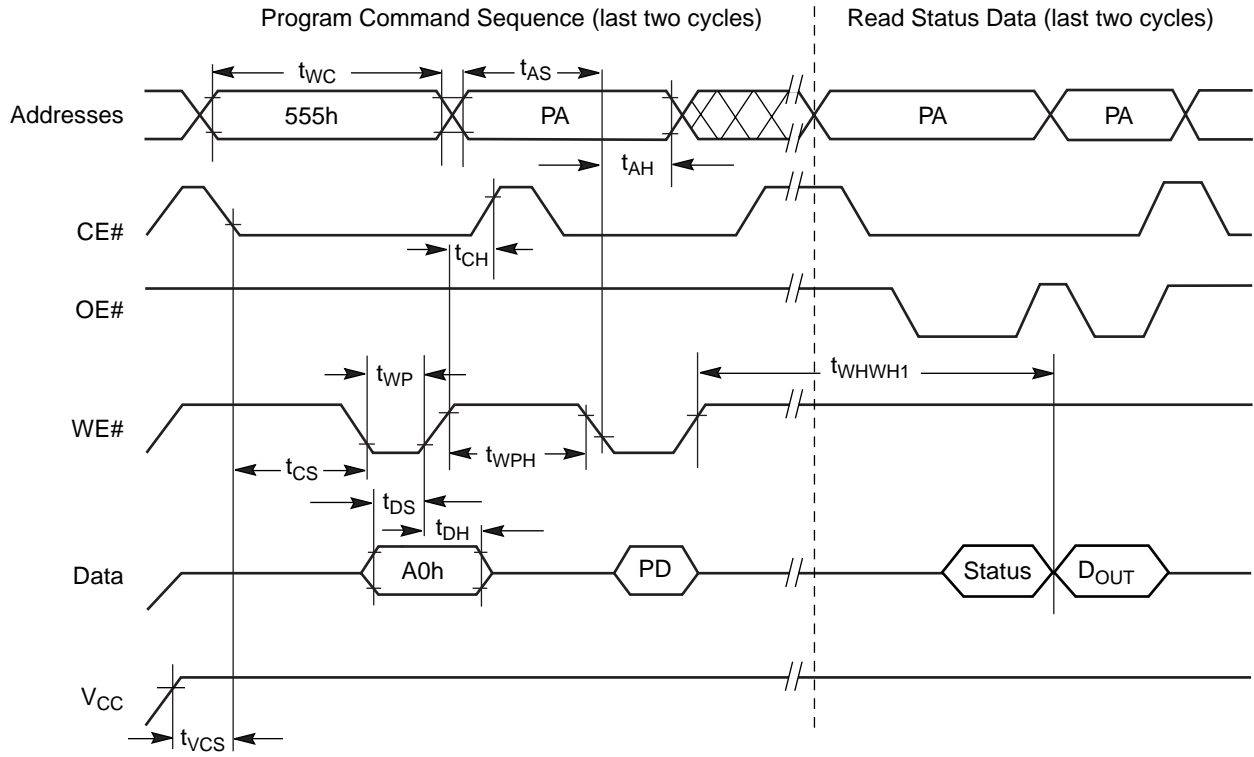 Program Command Sequence (last two cycles)
Read Status Data (last two cycles)
tWC
tAS
Addresses
555h
PA
PA
PA
tAH
CE#
tCH
OE#
tWP
tWHWH1
WE#
tCS
tWPH
tDS
tDH
Data
A0h
PD
Status
DOUT
VCC
tVCS